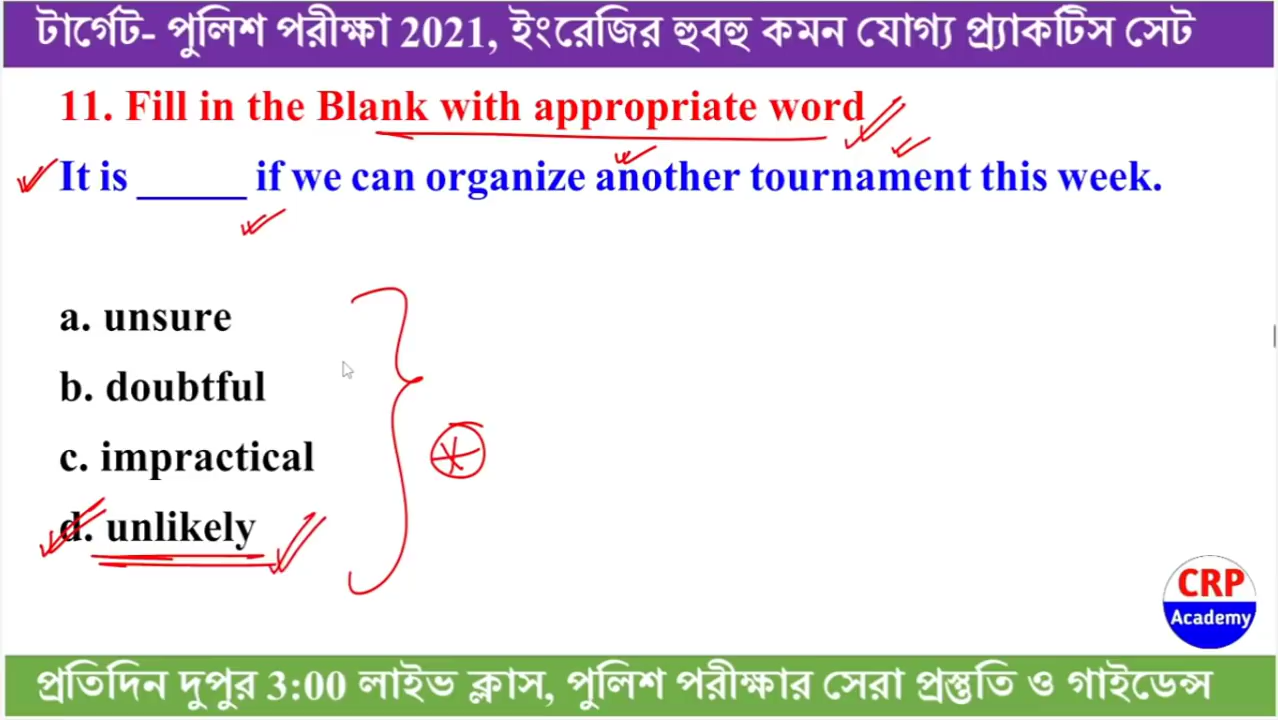 টার্গেট- পুলিশ পরীক্ষা 2021, ইংরেজির হুবহু কমন যোগ্য প্র্যাকটিস সেট
11. Fill in the Blank with appropriate word
It is _____ if we can organize another tournament this week.
a. unsure
b. doubtful
c. impractical
d. unlikely
CRP
Academy
প্রতিদিন দুপুর 3:00 লাইভ ক্লাস, পুলিশ পরীক্ষার সেরা প্রস্তুতি ও গাইডেন্স